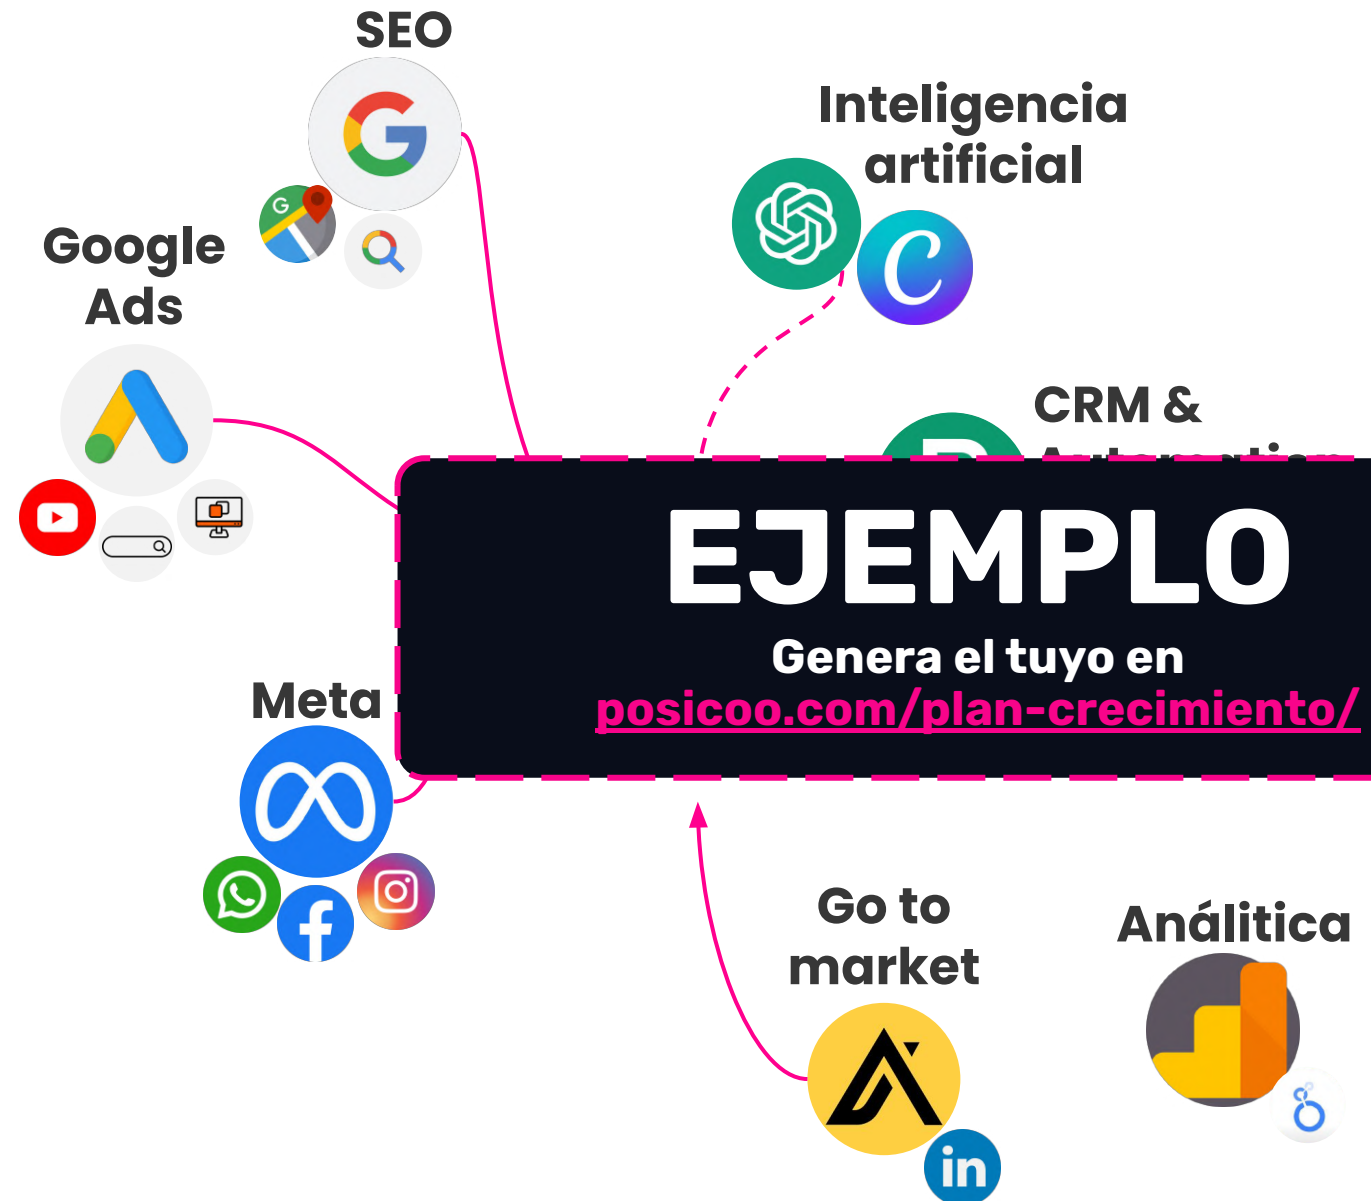 SEO
Inteligencia
artificial
Google
Ads
CRM &
EJEMPLO
Genera el tuyo en
posicoo.com/plan-crecimiento/
Meta
Go to
market
Análitica
in